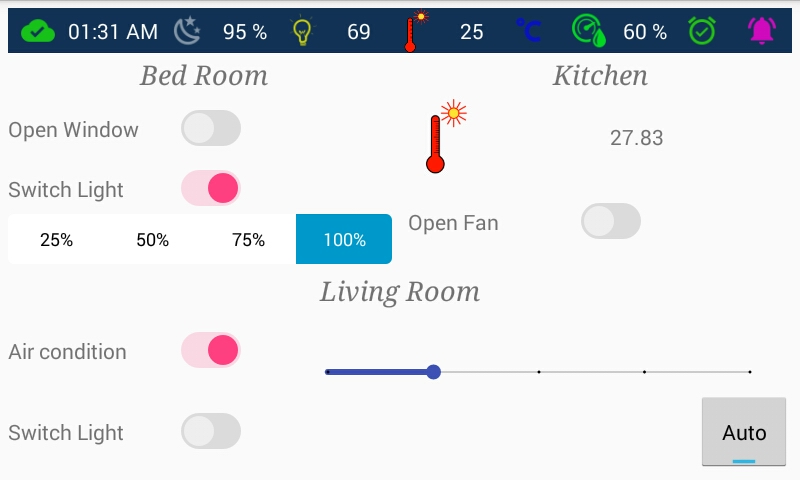 01:31 AM 95 % 69 25 °C 60 %
Bed Room
Kitchen
Open Window
27.83
Switch Light
25% 50% 75% 100%
Open Fan
Living Room
Air condition
Switch Light
Auto